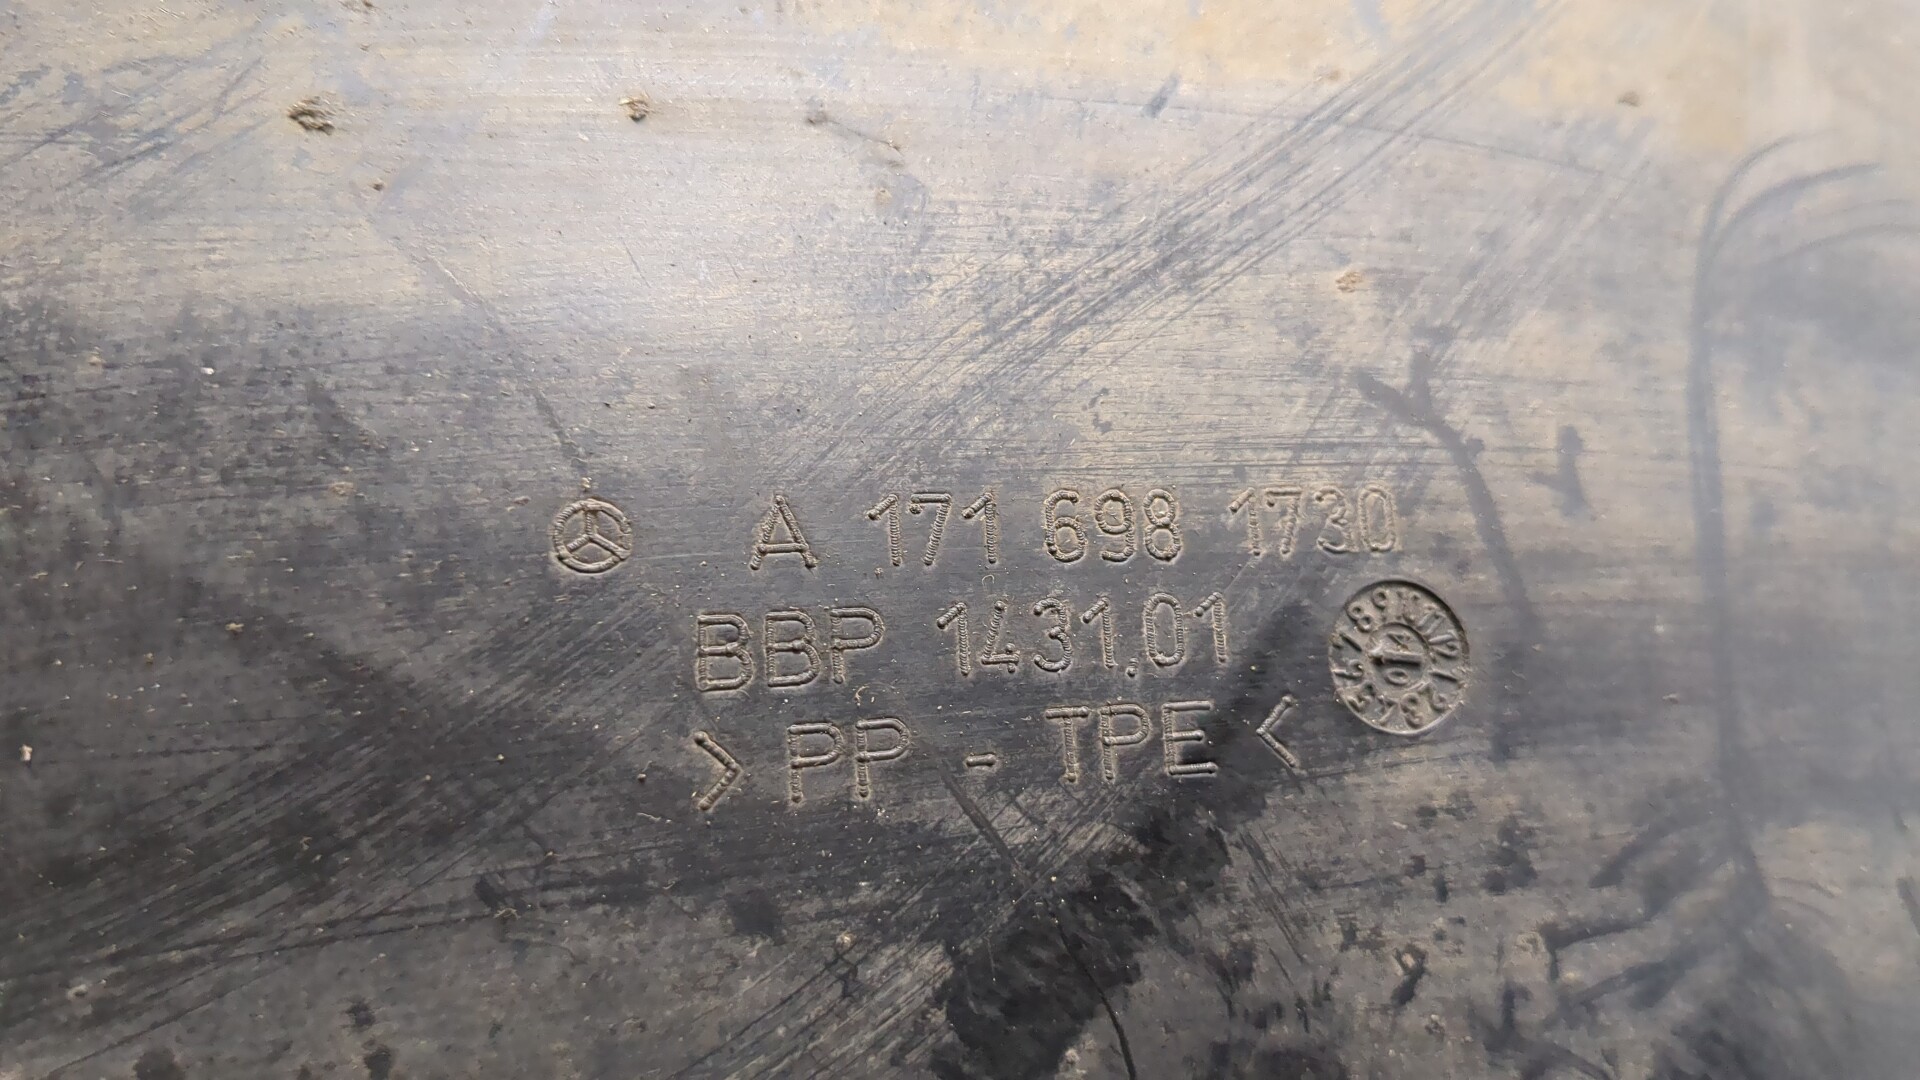 A 171 698 1730
BBP 1431.01
>PP - TPE<